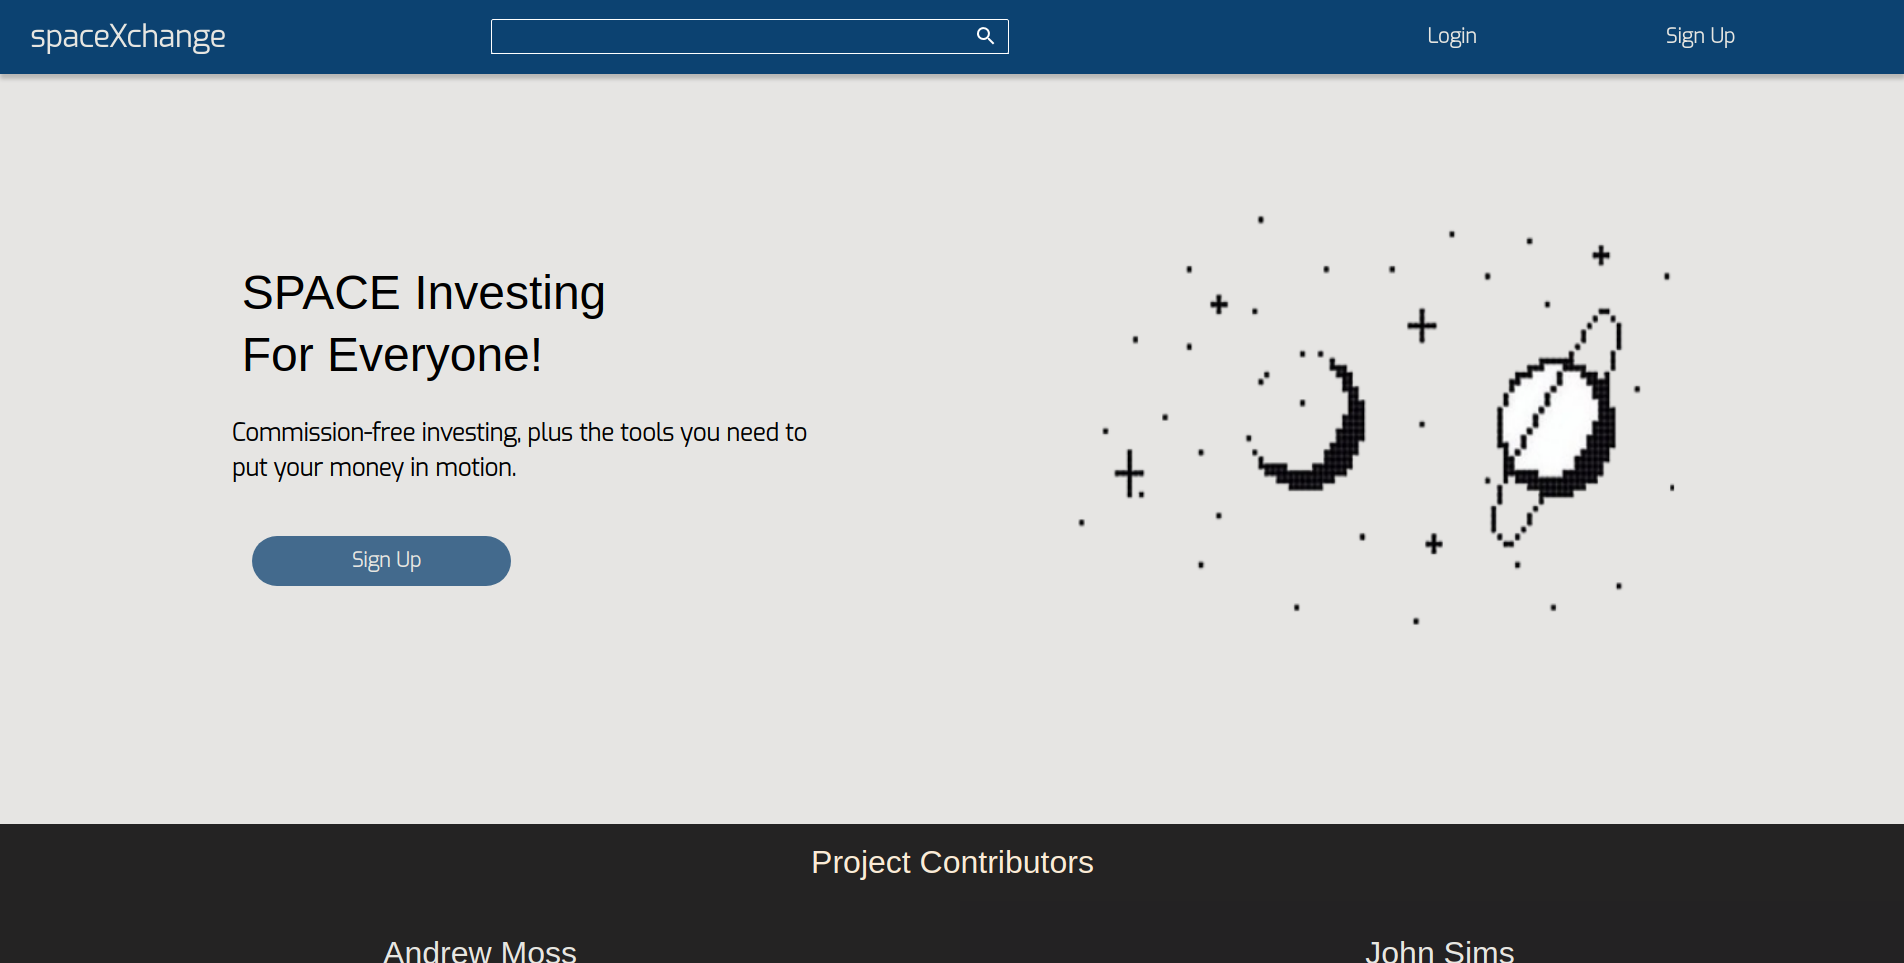 spaceXchange
Login
Sign Up
SPACE Investing
For Everyone!
Commission-free investing, plus the tools you need to
put your money in motion.
Sign Up
Project Contributors
Andrew Moss
John Sims